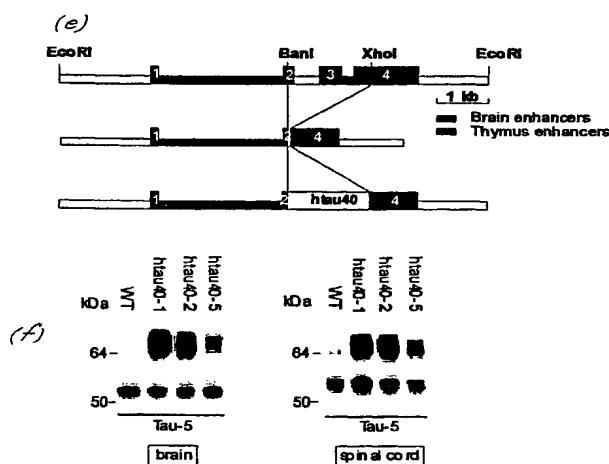 (e)
EcoRI BanI XhoI EcoRI
1 2 3 4
1 kb
Brain enhancers
Thymus enhancers
1 2 4
1 2 htau40 4
(f)
kDa WT htau40-1 htau40-2 htau40-5
64
50
Tau-5
brain
kDa WT htau40-1 htau40-2 htau40-5
64
50
Tau-5
spinal cord